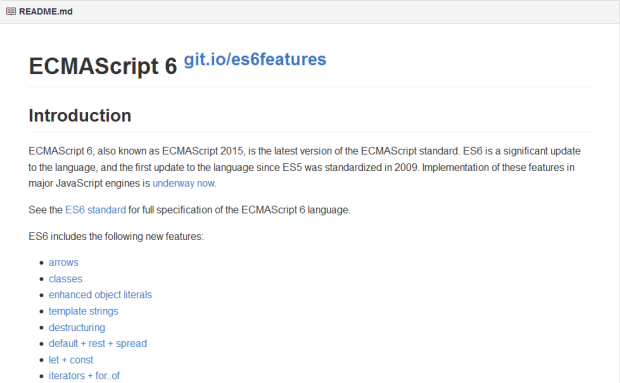 README.md
ECMAScript 6 git.io/es6features
Introduction
ECMAScript 6, also known as ECMAScript 2015, is the latest version of the ECMAScript standard. ES6 is a significant update
to the language, and the first update to the language since ES5 was standardized in 2009. Implementation of these features in
major JavaScript engines is underway now.
See the ES6 standard for full specification of the ECMAScript 6 language.
ES6 includes the following new features:
arrows
classes
enhanced object literals
template strings
destructuring
default + rest + spread
let + const
iterators + for..of